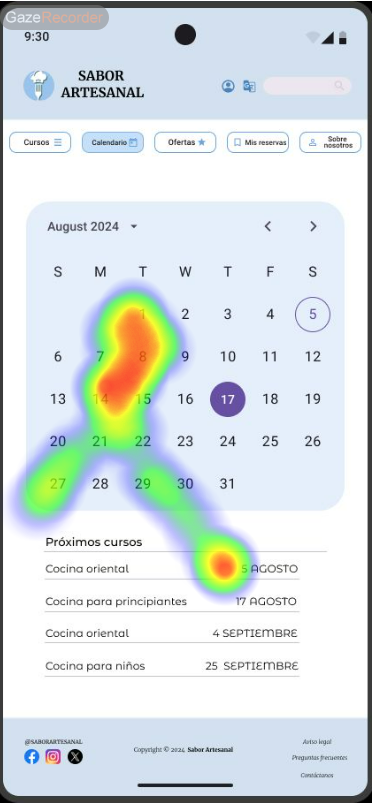 GazeRecorder
9:30
SABOR
ARTESANAL
Cursos
Calendario
Ofertas
Mis reservas
Sobre
nosotros
August 2024
S M T W T F S
1 2 3 4 5
6 7 8 9 10 11 12
13 14 15 16 17 18 19
20 21 22 23 24 25 26
27 28 29 30 31
Próximos cursos
Cocina oriental 5 AGOSTO
Cocina para principiantes 17 AGOSTO
Cocina oriental 4 SEPTIEMBRE
Cocina para niños 25 SEPTIEMBRE
@SABORARTESANAL
Copyright © 2024 Sabor Artesanal
Aviso legal
Preguntas frecuentes
Contáctanos